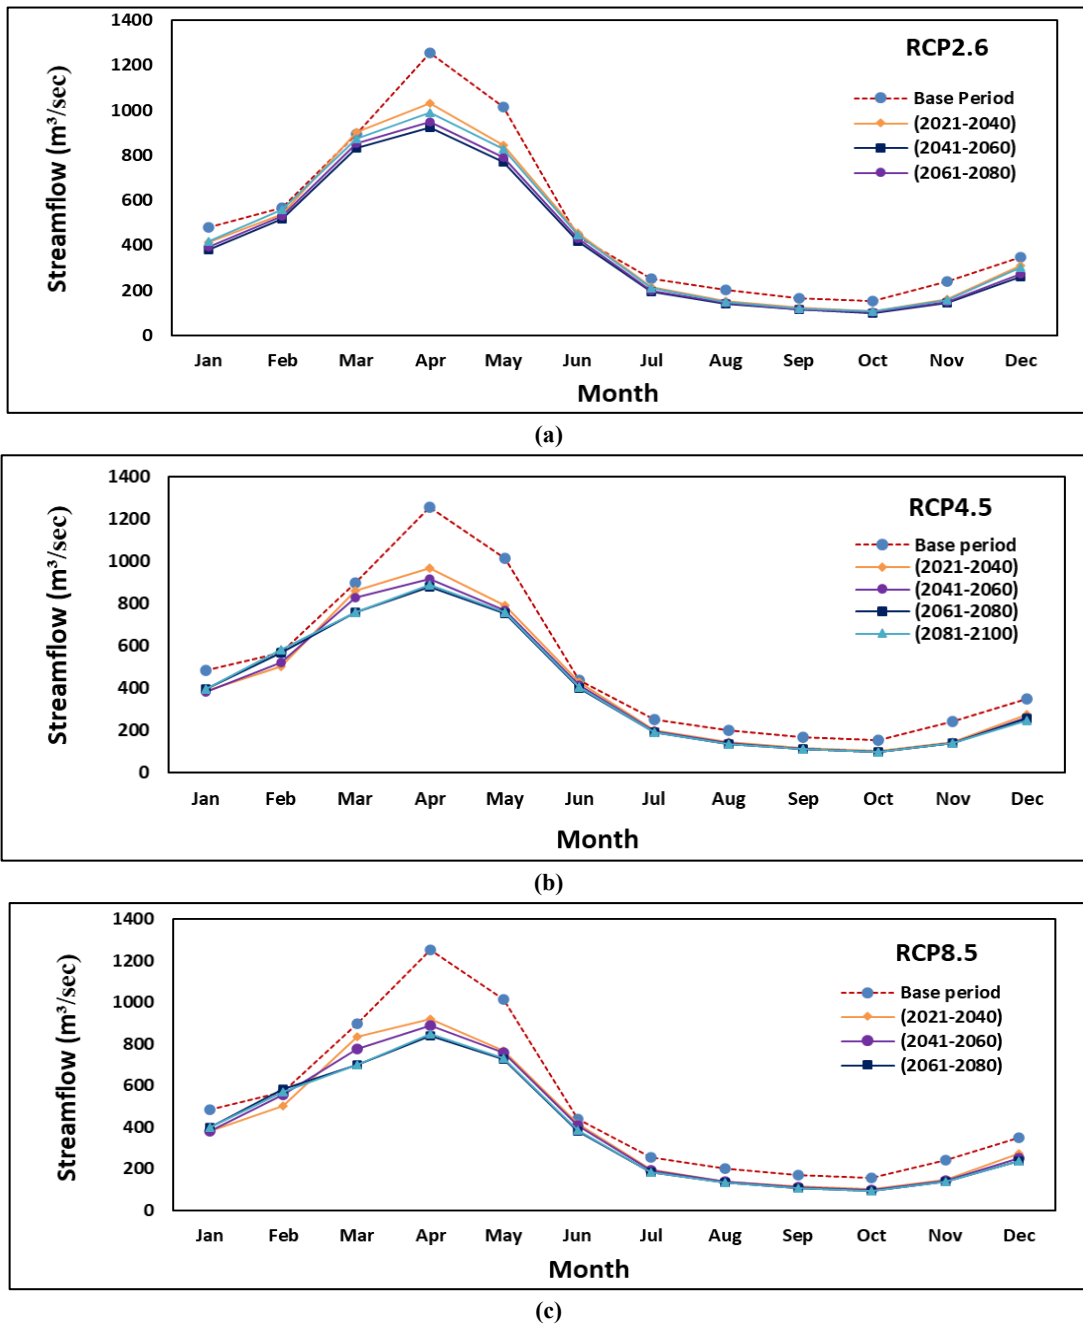 1400
1200
1000
800
600
400
200
0
Streamflow (m³/sec)
RCP2.6
Base Period
(2021-2040)
(2041-2060)
(2061-2080)
Jan Feb Mar Apr May Jun Jul Aug Sep Oct Nov Dec
Month
(a)
1400
1200
1000
800
600
400
200
0
Streamflow (m³/sec)
RCP4.5
Base period
(2021-2040)
(2041-2060)
(2061-2080)
(2081-2100)
Jan Feb Mar Apr May Jun Jul Aug Sep Oct Nov Dec
Month
(b)
1400
1200
1000
800
600
400
200
0
Streamflow (m³/sec)
RCP8.5
Base period
(2021-2040)
(2041-2060)
(2061-2080)
Jan Feb Mar Apr May Jun Jul Aug Sep Oct Nov Dec
Month
(c)